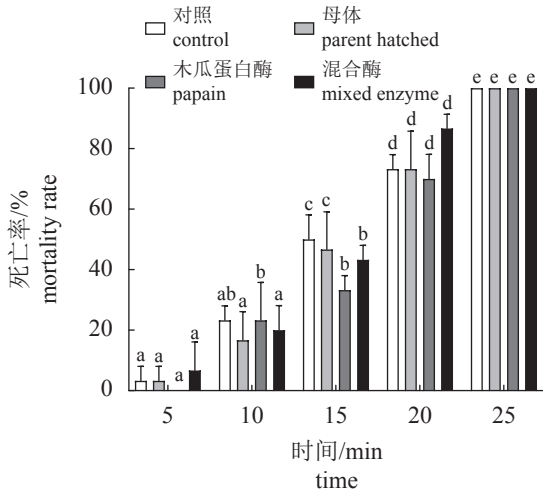 对照 母体
control parent hatched
木瓜蛋白酶 混合酶
papain mixed enzyme
死亡率/%
mortality rate
100
80
60
40
20
0
a a a a
ab a b a
c c b b
d d d d
e e e e
5 10 15 20 25
时间/min
time